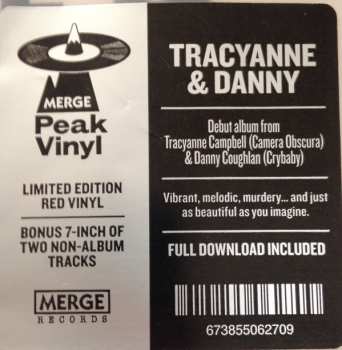 MERGE
Peak
Vinyl
LIMITED EDITION
RED VINYL
BONUS 7-INCH OF
TWO NON-ALBUM
TRACKS
MERGE
RECORDS
TRACYANNE
& DANNY
Debut album from
Tracyanne Campbell (Camera Obscura)
& Danny Coughlan (Crybaby)
Vibrant, melodic, murdery... and just
as beautiful as you imagine.
FULL DOWNLOAD INCLUDED
673855062709